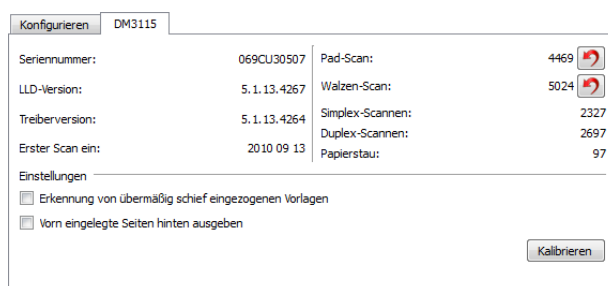 Konfigurieren DM3115
Seriennummer: 069CU30507
LLD-Version: 5.1.13.4267
Treiberversion: 5.1.13.4264
Erster Scan ein: 2010 09 13
Pad-Scan: 4469
Walzen-Scan: 5024
Simplex-Scannen: 2327
Duplex-Scannen: 2697
Papierstau: 97
Einstellungen
Erkennung von übermäßig schief eingezogenen Vorlagen
Vorn eingelegte Seiten hinten ausgeben
Kalibrieren